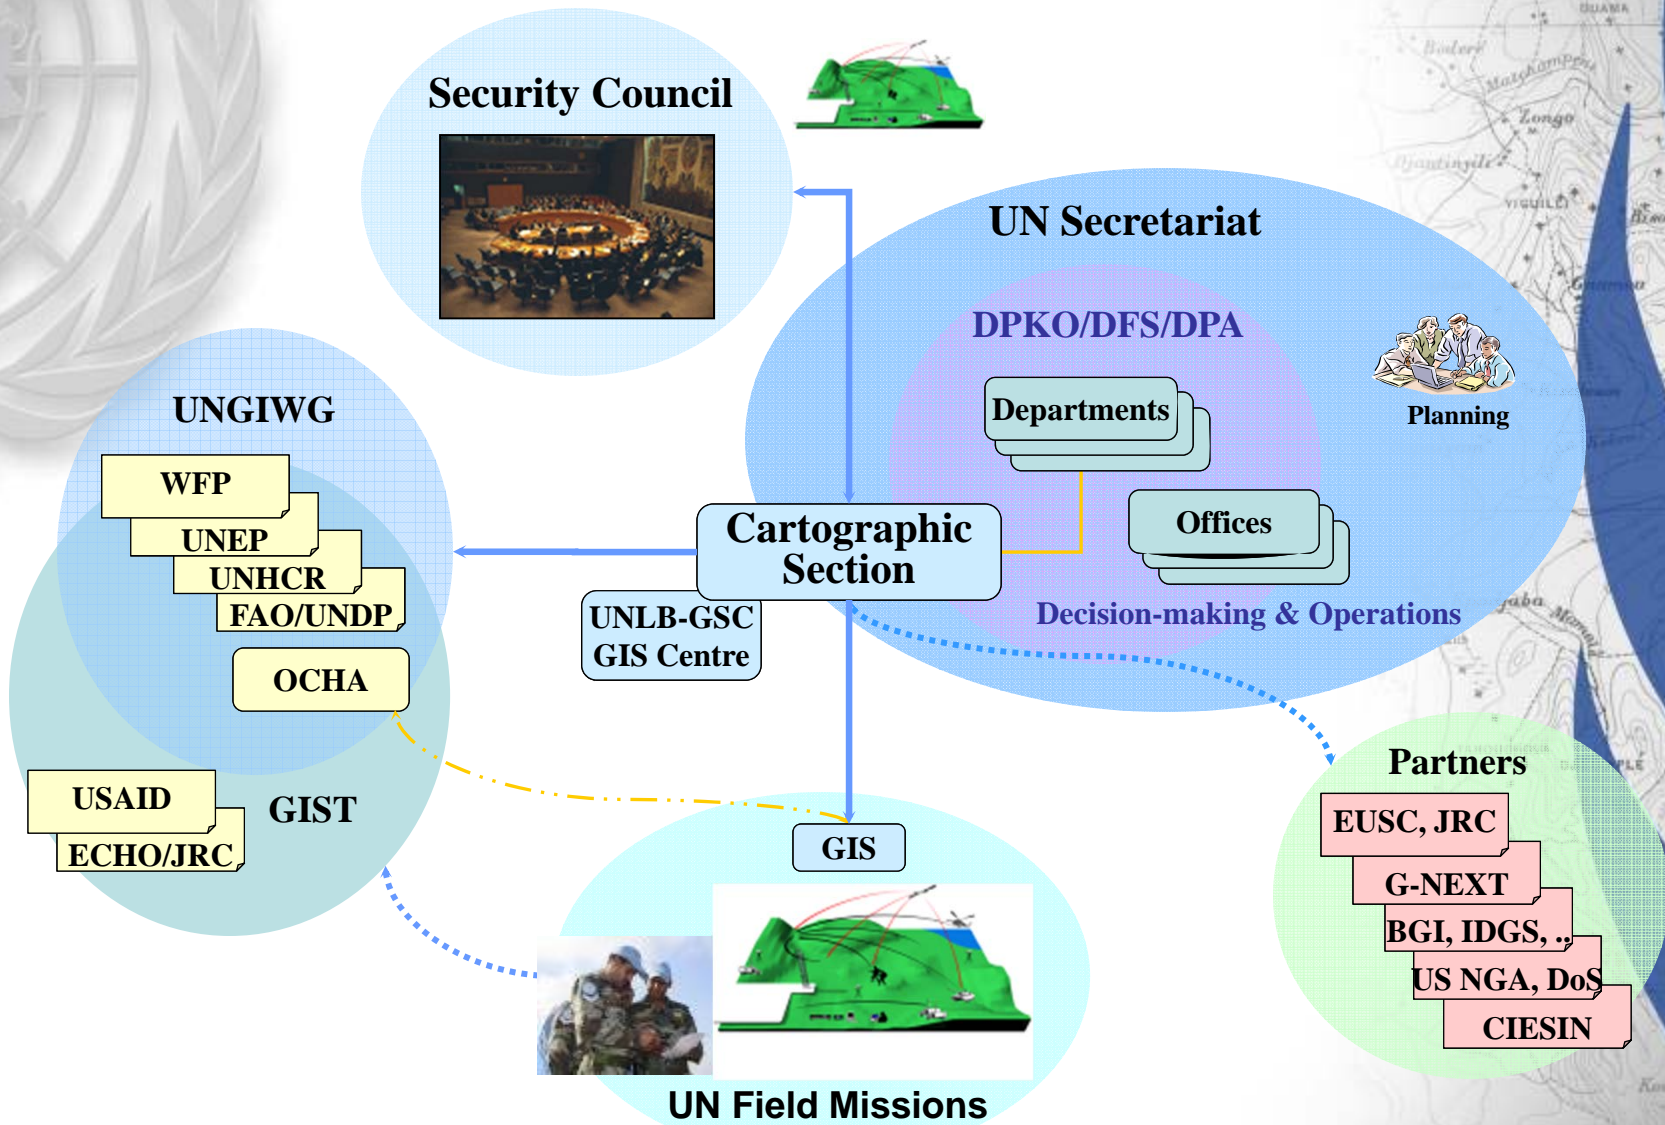 Security Council
UN Secretariat
DPKO/DFS/DPA
Departments
Offices
Planning
Decision-making & Operations
UNGIWG
WFP
UNEP
UNHCR
FAO/UNDP
OCHA
USAID
ECHO/JRC
GIST
Cartographic
Section
UNLB-GSC
GIS Centre
GIS
UN Field Missions
Partners
EUSC, JRC
G-NEXT
BGI, IDGS, ..
US NGA, DoS
CIESIN
Zongo